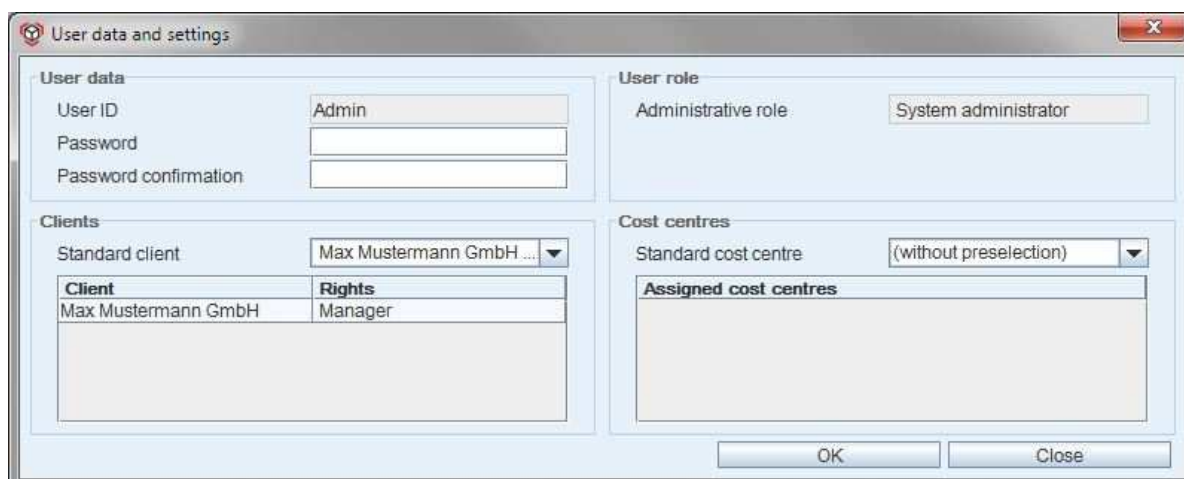 User data and settings
User data
User ID
Admin
Password
Password confirmation
User role
Administrative role
System administrator
Clients
Standard client
Max Mustermann GmbH ...
Client
Rights
Max Mustermann GmbH
Manager
Cost centres
Standard cost centre
(without preselection)
Assigned cost centres
OK
Close